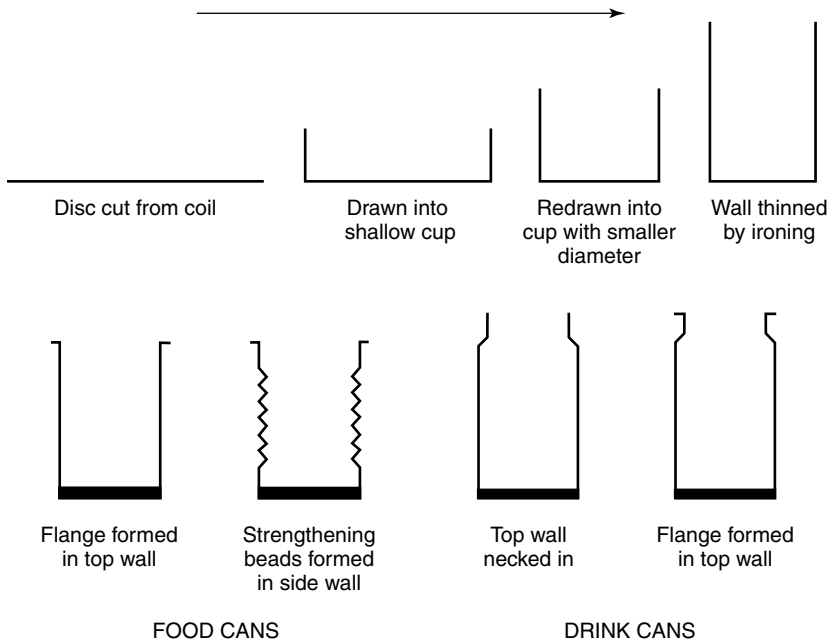 Disc cut from coil
Drawn into
shallow cup
Redrawn into
cup with smaller
diameter
Wall thinned
by ironing
Flange formed
in top wall
Strengthening
beads formed
in side wall
Top wall
necked in
Flange formed
in top wall
FOOD CANS
DRINK CANS